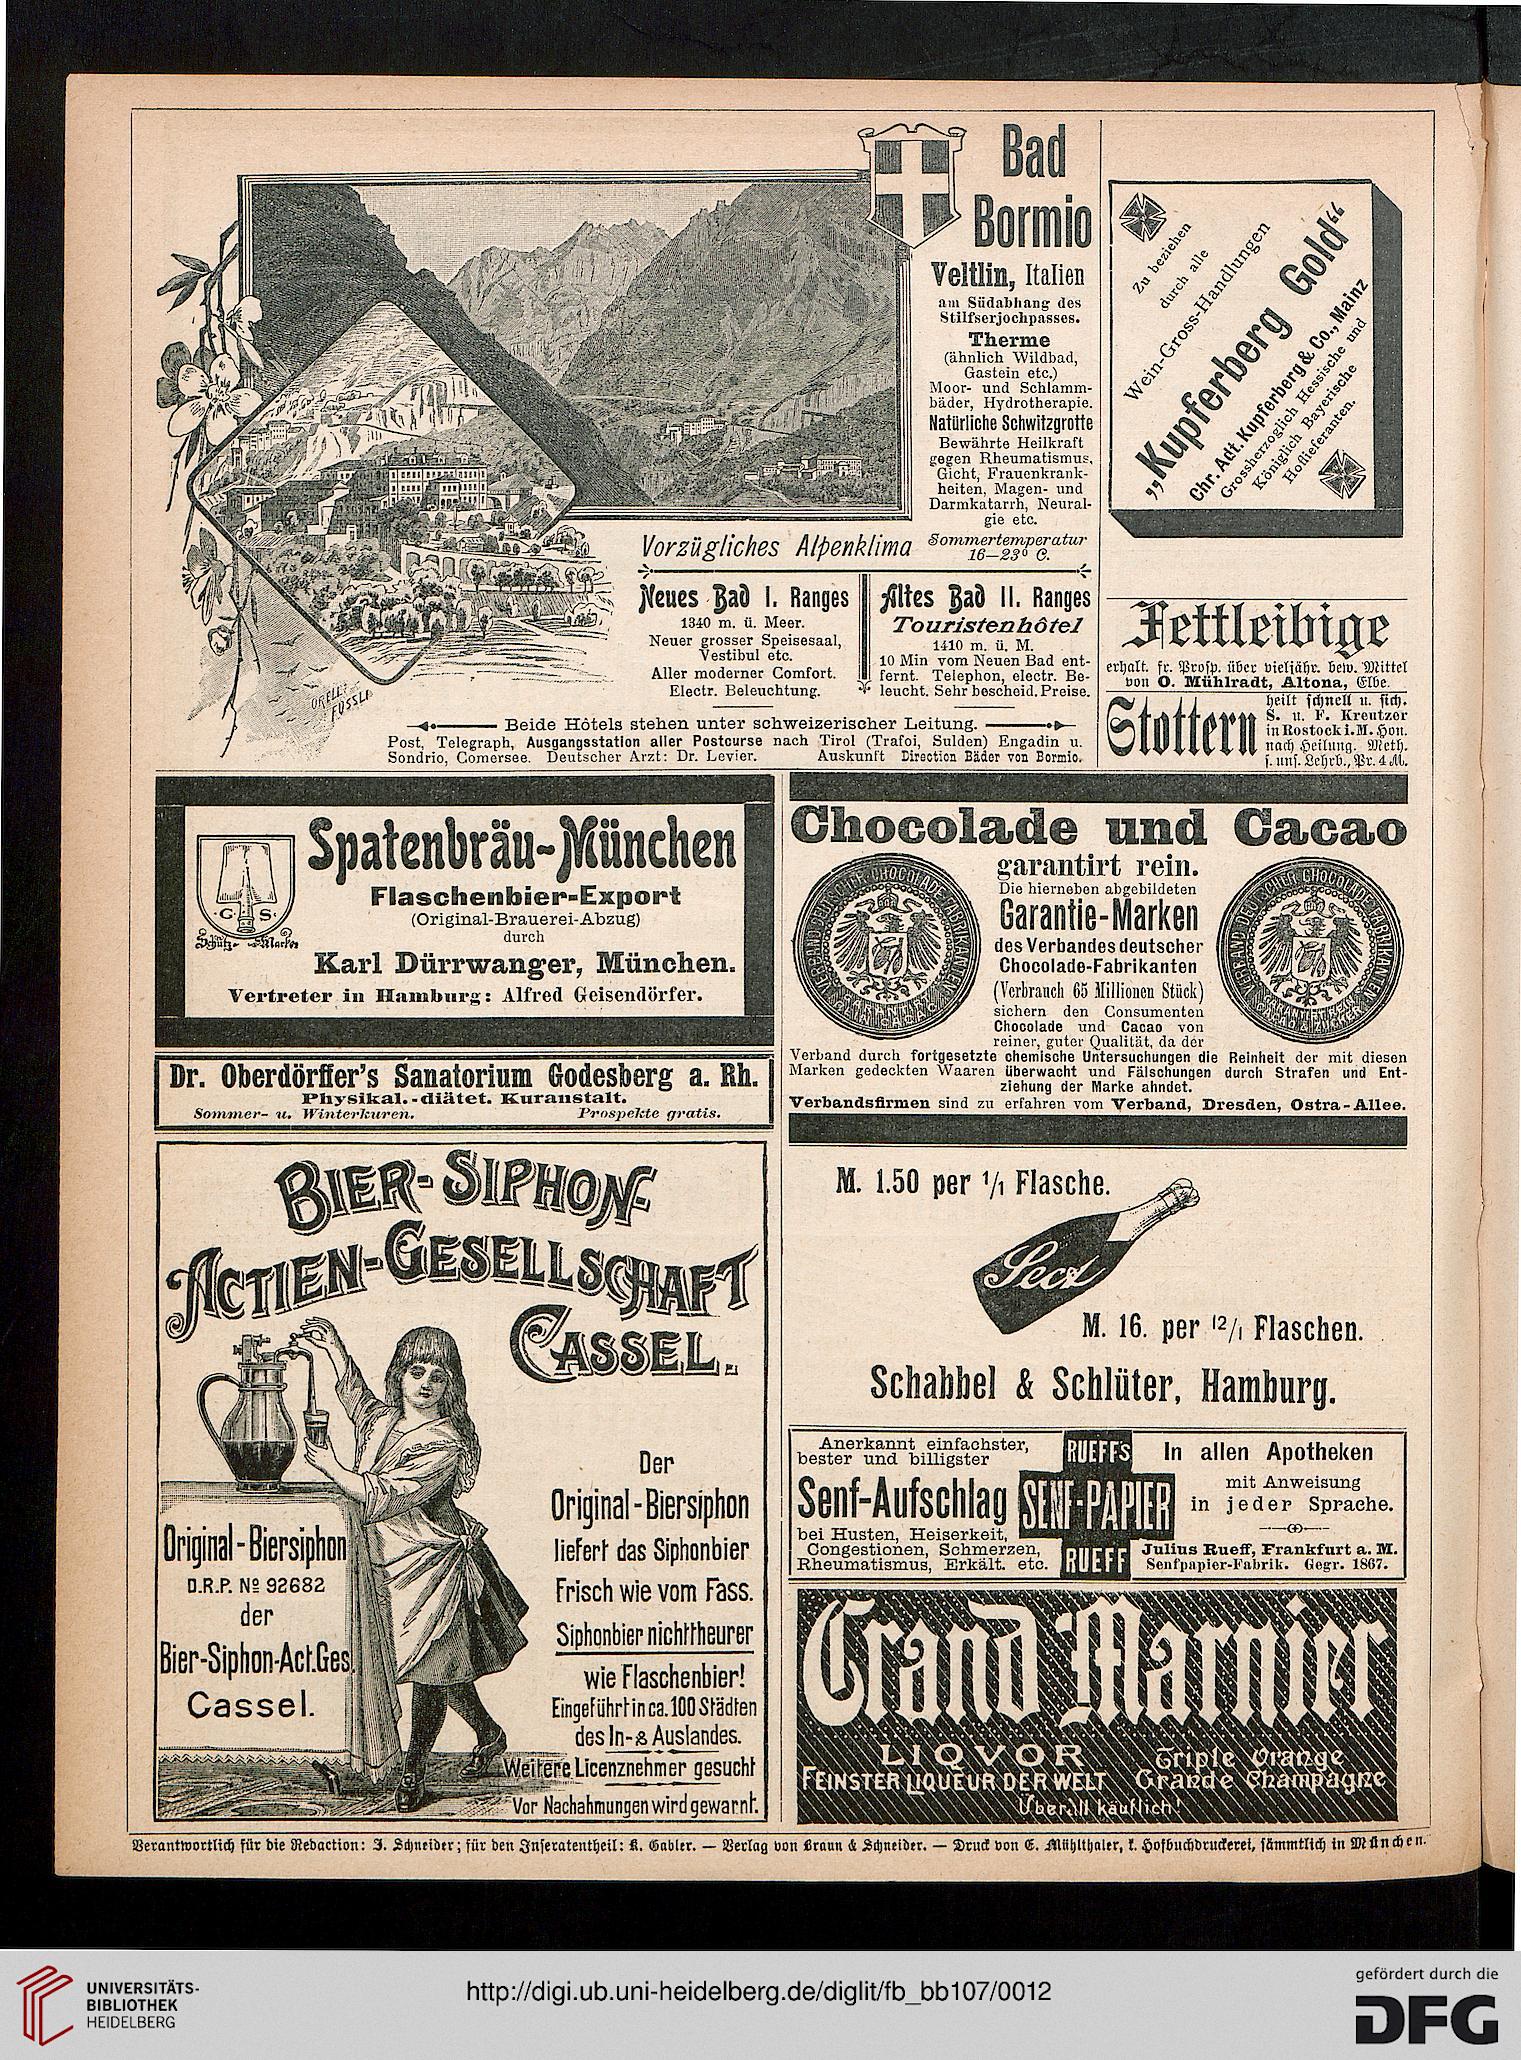 Bad
Bormio
Veltlin, Italien
am Südabhang des
Stilfserjochpasses.
Therme
(ähnlich Wildbad,
Gastein etc.)
Moor- und Schlamm-
bäder, Hydrotherapie.
Natürliche Schwitzgrotte
Bewährte Heilkraft
gegen Rheumatismus,
Gicht, Frauenkrank-
heiten, Magen- und
Darmkatarrh, Neural-
gie etc.
Vorzügliches Alpenklima
Sommertemperatur
16—23° C.
Neues Bad I. Ranges
1340 m. ü. Meer.
Neuer grosser Speisesaal,
Vestibul etc.
Aller moderner Comfort.
Electr. Beleuchtung.
Altes Bad II. Ranges
Touristenhôtel
1410 m. ü. M.
10 Min vom Neuen Bad ent-
fernt. Telephon, electr. Be-
leucht. Sehr bescheid. Preise.
ORELL
FÜSSLI
Beide Hôtels stehen unter schweizerischer Leitung.
Post, Telegraph, Ausgangsstation aller Postcurse nach Tirol (Trafoi, Sulden) Engadin u.
Sondrio, Comersee. Deutscher Arzt: Dr. Levier. Auskunft Direction Bäder von Bormio.
Zu beziehen
durch alle
Wein-Gross-Handlungen
„Kupferberg Gold“
Chr. Adt. Kupferberg & Co., Mainz
Grossherzoglich Hessische und
Königlich Bayerische
Hoflieferanten.
Fettleibige
erhalt. fr. Prosp. über vieljähr. bew. Mittel
von O. Mühlradt, Altona, Elbe.
Stottern
heilt schnell u. sich.
S. u. F. Kreutzer
in Rostock i. M. Hon.
nach Heilung. Meth.
s. uns. Lehrb., Pr. 4 M.
Spatenbräu-München
Flaschenbier-Export
(Original-Brauerei-Abzug)
durch
Karl Dürrwanger, München.
Vertreter in Hamburg: Alfred Geisendörfer.
G. S.
Schutz-Marke
Dr. Oberdörffer's Sanatorium Godesberg a. Rh.
Physikal.-diätet. Kuranstalt.
Sommer- u. Winterkuren. Prospekte gratis.
Chocolade und Cacao
garantirt rein.
Die hierneben abgebildeten
Garantie-Marken
des Verbandes deutscher
Chocolade-Fabrikanten
(Verbrauch 65 Millionen Stück)
sichern den Consumenten
Chocolade und Cacao von
reiner, guter Qualität, da der
Verband durch fortgesetzte chemische Untersuchungen die Reinheit der mit diesen
Marken gedeckten Waaren überwacht und Fälschungen durch Strafen und Ent-
ziehung der Marke ahndet.
Verbandsfirmen sind zu erfahren vom Verband, Dresden, Ostra-Allee.
BIER-SIPHON-
ACTIEN-GESELLSCHAFT
CASSEL.
Original-Biersiphon
D.R.P. Nº 92682
der
Bier-Siphon-Act.Ges.
Cassel.
Der
Original-Biersiphon
liefert das Siphonbier
Frisch wie vom Fass.
Siphonbier nicht theurer
wie Flaschenbier!
Eingeführt in ca. 100 Städten
des In- & Auslandes.
Weitere Licenznehmer gesucht
Vor Nachahmungen wird gewarnt.
M. 1.50 per 1/1 Flasche.
Sect
M. 16. per 12/1 Flaschen.
Schabbel & Schlüter, Hamburg.
Anerkannt einfachster,
bester und billigster
Senf-Aufschlag
bei Husten, Heiserkeit,
Congestionen, Schmerzen,
Rheumatismus, Erkält. etc.
RUEFF'S
SENF-PAPIER
RUEFF
In allen Apotheken
mit Anweisung
in jeder Sprache.
Julius Rueff, Frankfurt a. M.
Senfpapier-Fabrik. Gegr. 1867.
Grand Marnier
LIQVOR Triple Orange
FEINSTER LIQUEUR DER WELT Grande Champagne
Überall käuflich!
Verantwortlich für die Redaction: J. Schneider; für den Inseratentheil: K. Gabler. — Verlag von Braun & Schneider. — Druck von E. Mühlthaler, k. Hofbuchdruckerei, sämmtlich in München.
UNIVERSITÄTS-
BIBLIOTHEK
HEIDELBERG
http://digi.ub.uni-heidelberg.de/diglit/fb_bb107/0012
gefördert durch die
DFG